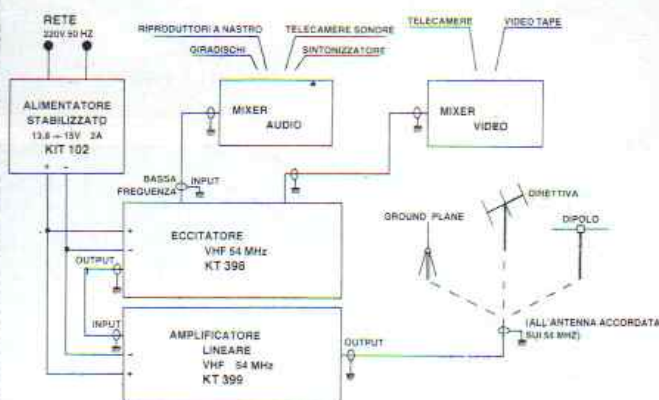 RETE
220V 50 HZ
RIPRODUTTORI A NASTRO
TELECAMERE SONORE
GIRADISCHI
SINTONIZZATORE
TELECAMERE
VIDEO TAPE
ALIMENTATORE
STABILIZZATO
13,8 ÷ 15V 2A
KIT 102
+ −
MIXER
AUDIO
MIXER
VIDEO
BASSA
FREQUENZA
INPUT
ECCITATORE
VHF 54 MHz
KT 398
+
−
OUTPUT
GROUND PLANE
DIRETTIVA
DIPOLO
INPUT
AMPLIFICATORE
LINEARE
VHF 54 MHz
KT 399
−
+
OUTPUT
(ALL'ANTENNA ACCORDATA
SUI 54 MHZ)